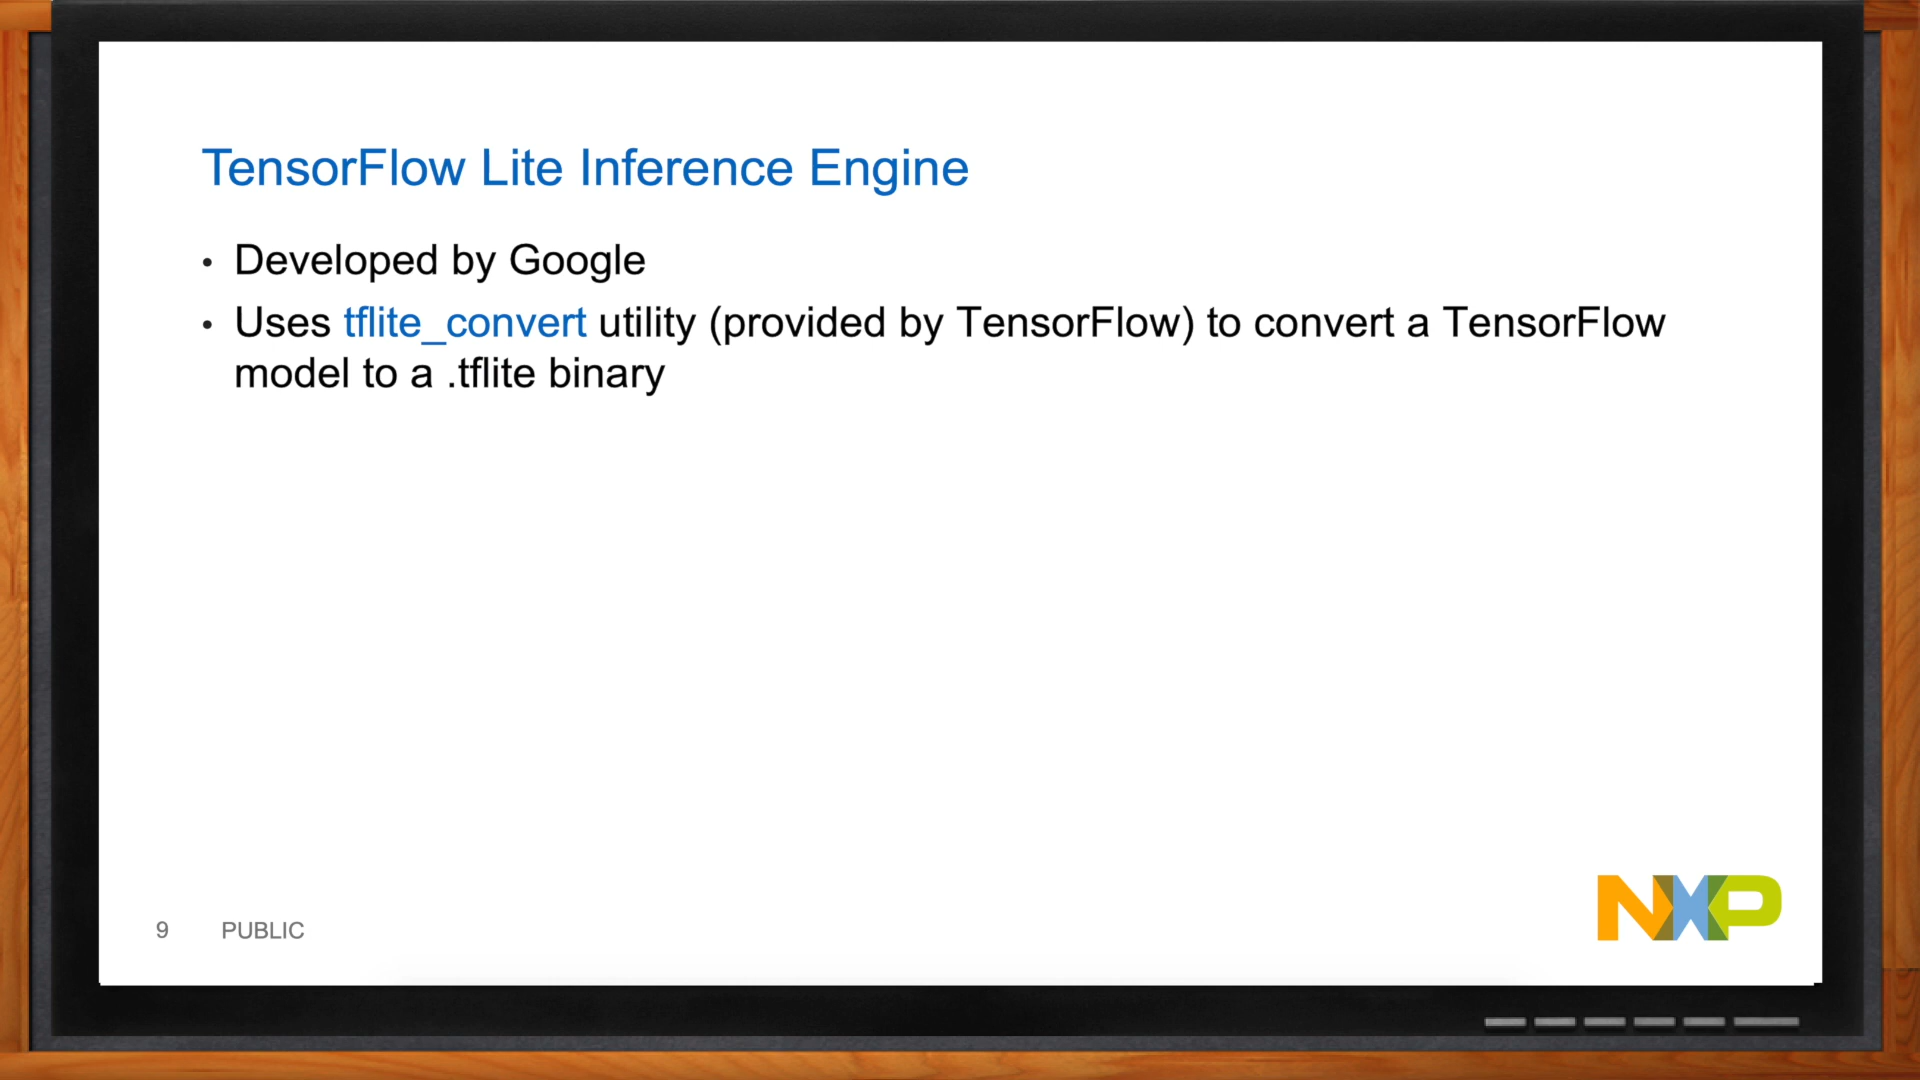 TensorFlow Lite Inference Engine
• Developed by Google
• Uses tflite_convert utility (provided by TensorFlow) to convert a TensorFlow
model to a .tflite binary
9 PUBLIC
NXP